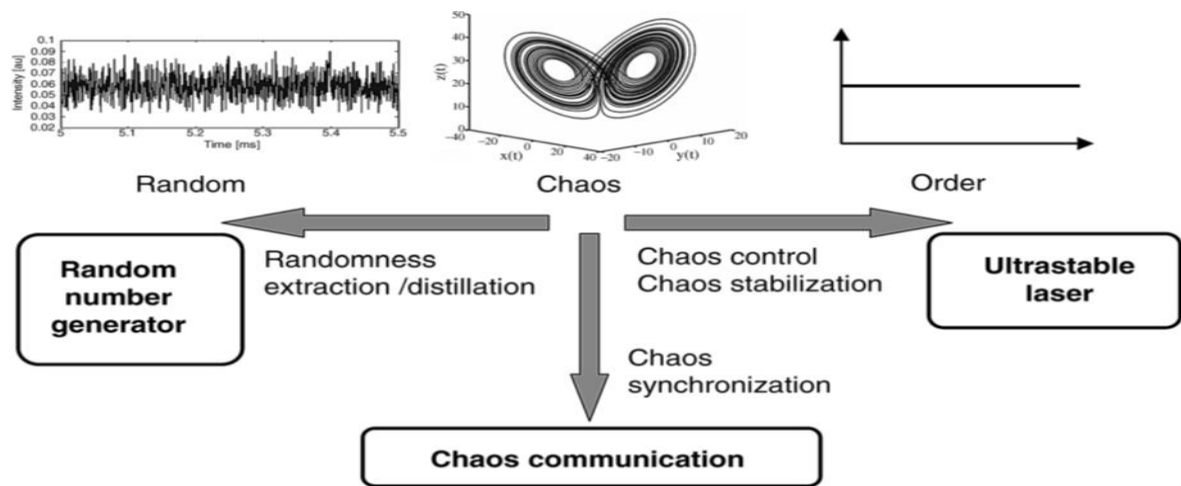 0.1
0.09
0.08
0.07
0.06
0.05
0.04
0.03
0.02
Intensity [au]
5 5.1 5.2 5.3 5.4 5.5
Time [ms]
50
40
30
20
10
0
z(t)
−40 −20 0 20 40
x(t)
−20 −10 0 10 20
y(t)
Random
Chaos
Order
Random
number
generator
Randomness
extraction /distillation
Chaos control
Chaos stabilization
Ultrastable
laser
Chaos
synchronization
Chaos communication